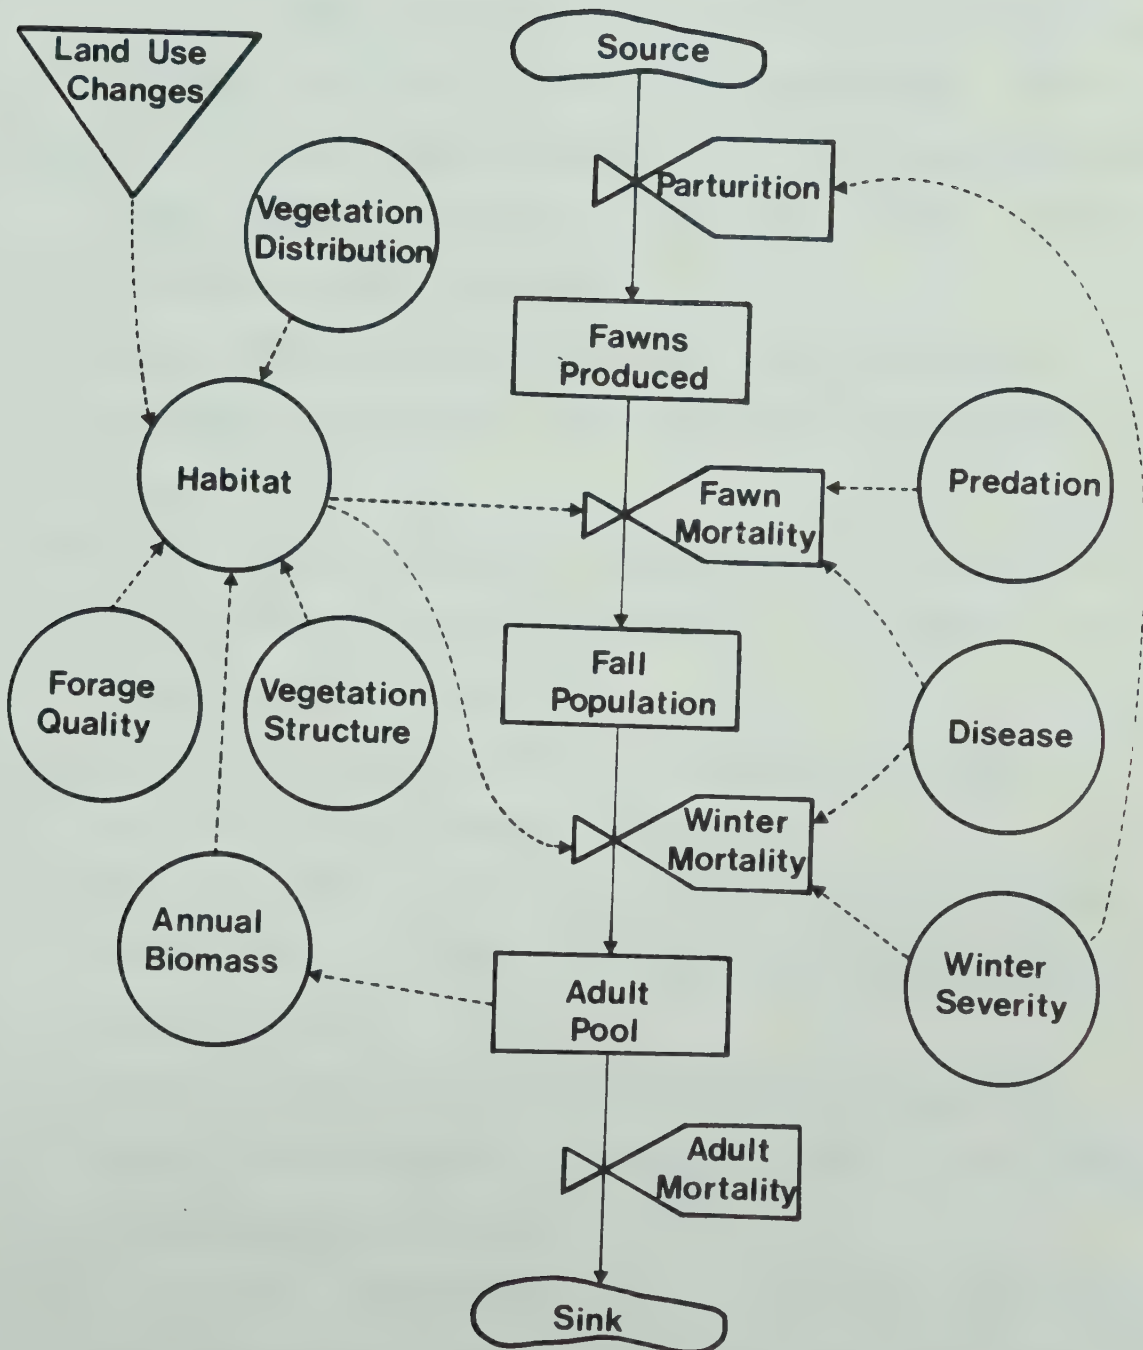 Land Use
Changes
Source
Vegetation
Distribution
Parturition
Fawns
Produced
Habitat
Fawn
Mortality
Predation
Forage
Quality
Vegetation
Structure
Fall
Population
Disease
Winter
Mortality
Annual
Biomass
Adult
Pool
Winter
Severity
Adult
Mortality
Sink